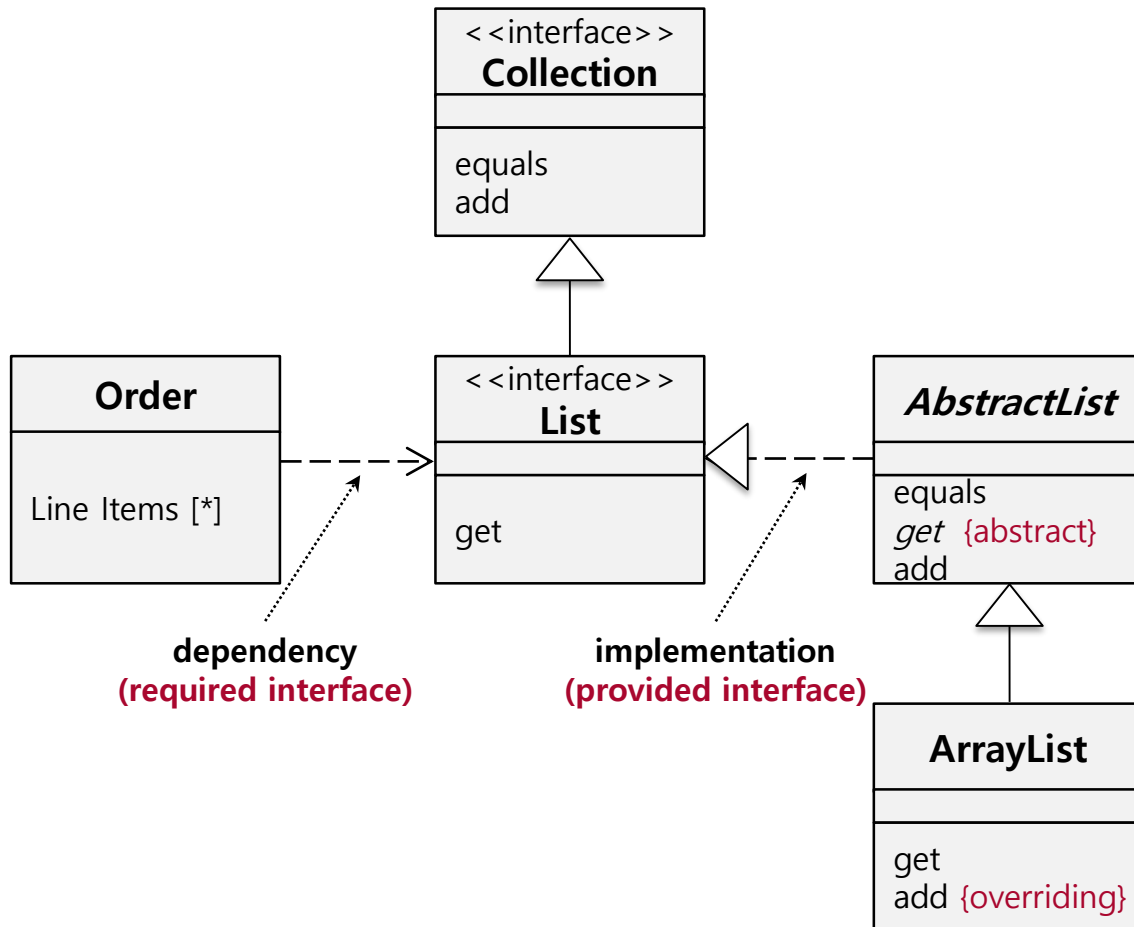 <<interface>>
Collection
equals
add
Order
Line Items [*]
<<interface>>
List
get
AbstractList
equals
get {abstract}
add
dependency
(required interface)
implementation
(provided interface)
ArrayList
get
add {overriding}